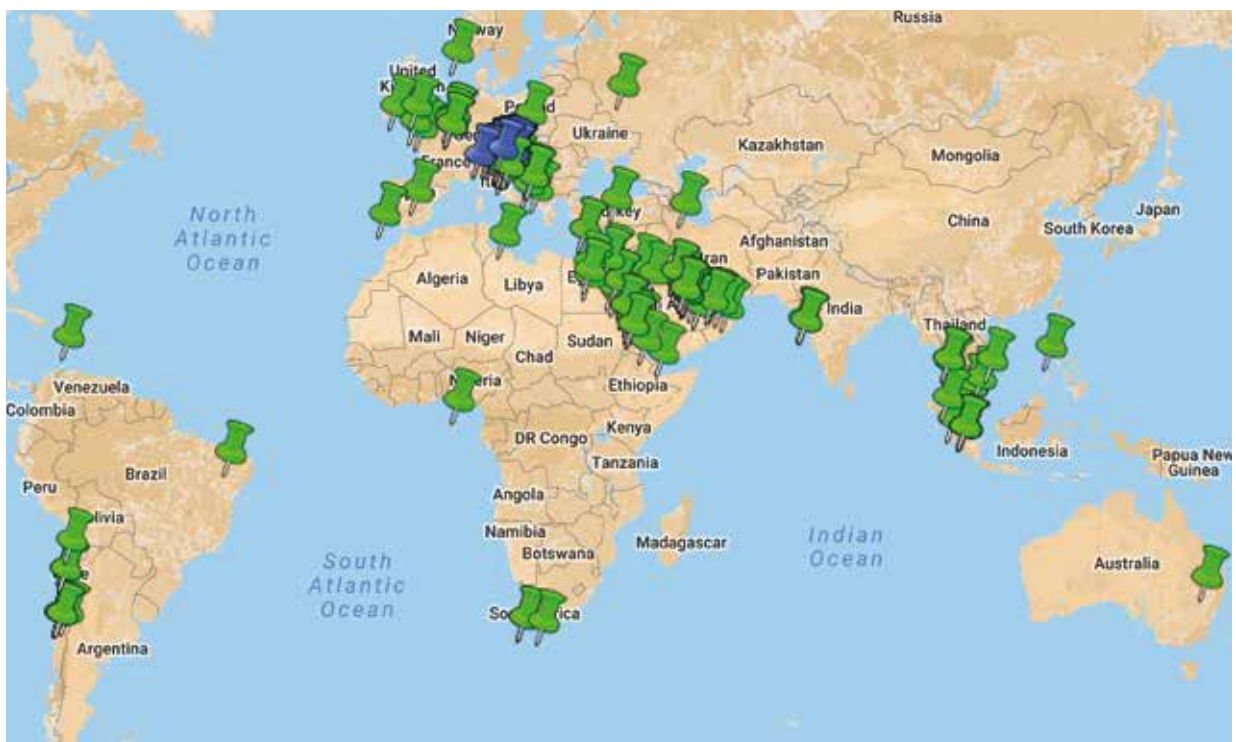 Russia
United
Ukraine
Kazakhstan
Mongolia
France
North
Atlantic
Ocean
China
Japan
South Korea
Afghanistan
Pakistan
Algeria
Libya
India
Thailand
Mali
Niger
Chad
Sudan
Ethiopia
Venezuela
Colombia
DR Congo
Kenya
Tanzania
Indonesia
Papua New
Guinea
Brazil
Peru
Angola
Namibia
Botswana
Madagascar
South
Atlantic
Ocean
Indian
Ocean
Australia
Argentina